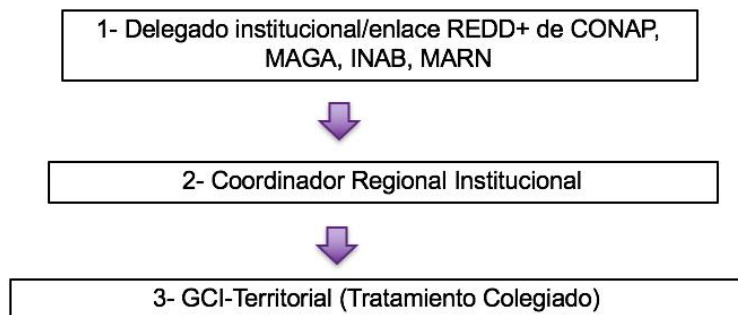 1- Delegado institucional/enlace REDD+ de CONAP,
MAGA, INAB, MARN
2- Coordinador Regional Institucional
3- GCI-Territorial (Tratamiento Colegiado)